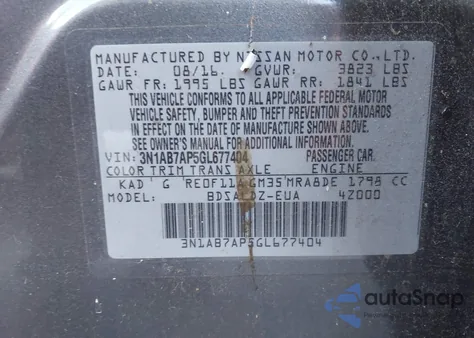 MANUFACTURED BY NISSAN MOTOR CO.,LTD.
DATE: 08/16 GVWR: 3823 LBS
GAWR FR: 1995 LBS GAWR RR: 1841 LBS
THIS VEHICLE CONFORMS TO ALL APPLICABLE FEDERAL MOTOR
VEHICLE SAFETY, BUMPER AND THEFT PREVENTION STANDARDS
IN EFFECT ON THE DATE OF MANUFACTURE SHOWN ABOVE.
OWNER'S MANUAL FOR ADDITIONAL INFORMATION.
VIN: 3N1AB7AP5GL677404 PASSENGER CAR.
COLOR TRIM TRANS AXLE ENGINE
KAD G RE0F11A GM35 MRA8DE 1798 CC
MODEL: 4Z000
3N1AB7AP5GL677404
autoSnap